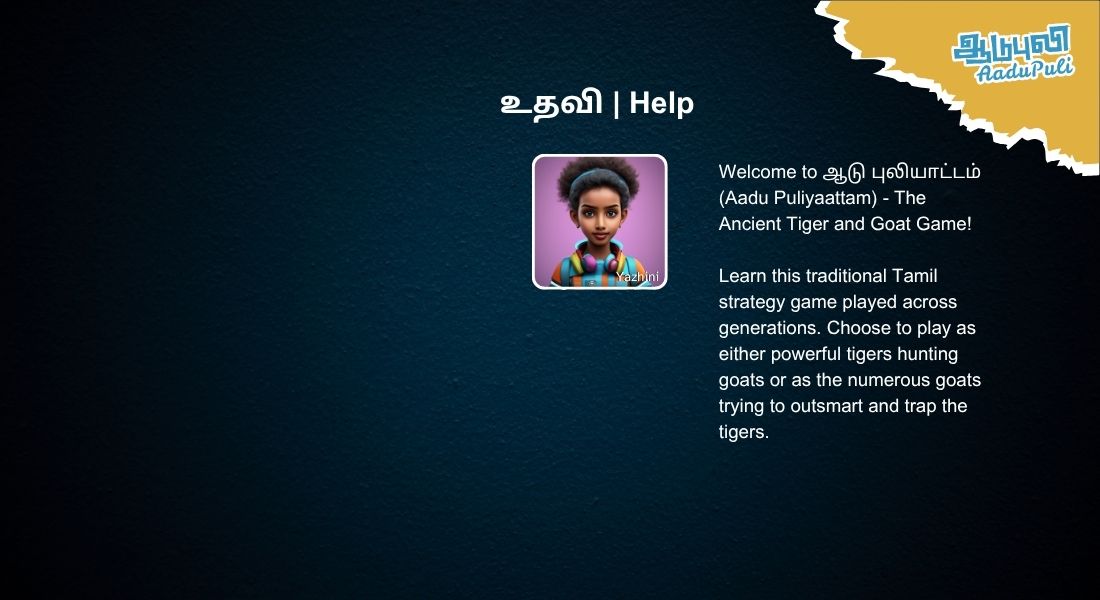 ஆடுபுலி
AaduPuli
உதவி | Help
Yazhini
Welcome to ஆடு புலியாட்டம்
(Aadu Puliyaattam) - The
Ancient Tiger and Goat Game!
Learn this traditional Tamil
strategy game played across
generations. Choose to play as
either powerful tigers hunting
goats or as the numerous goats
trying to outsmart and trap the
tigers.